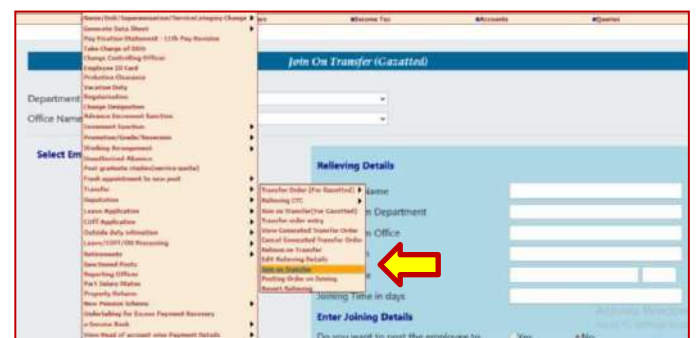 Name/DoB/Superannuation/ServiceCategory Change
Income Tax
Accounts
Queries
Generate Data Sheet
Pay Fixation Statement - 11th Pay Revision
Take Charge of DDO
Change Controlling Officer
Employee ID Card
Probation Clearance
Vacation Duty
Regularisation
Change Designation
Advance Increment Sanction
Increment Sanction
Promotion/Grade/Reversion
Working Arrangement
Unauthorized Absence
Post graduate studies(service quota)
Fresh appointment to new post
Transfer
Deputation
Leave Application
COff Application
Outside duty intimation
Leave/COff/OD Processing
Retirements
Sanctioned Posts
Reporting Officer
Part Salary Status
Property Returns
New Pension Scheme
Undertaking for Excess Payment Recovery
e-Service Book
View Head of account wise Payment Details
Join On Transfer (Gazatted)
Department
Office Name
Select Em
Transfer Order (For Gazetted)
Relieving CTC
Join on Transfer(For Gazetted)
Transfer order entry
View Generated Transfer Order
Cancel Generated Transfer Order
Relieve on Transfer
Edit Relieving Details
Join on Transfer
Posting Order on Joining
Revert Relieving
Relieving Details
Name
m Department
m Office
Joining Time in days
Enter Joining Details
Do you want to post the employee to
Yes
No